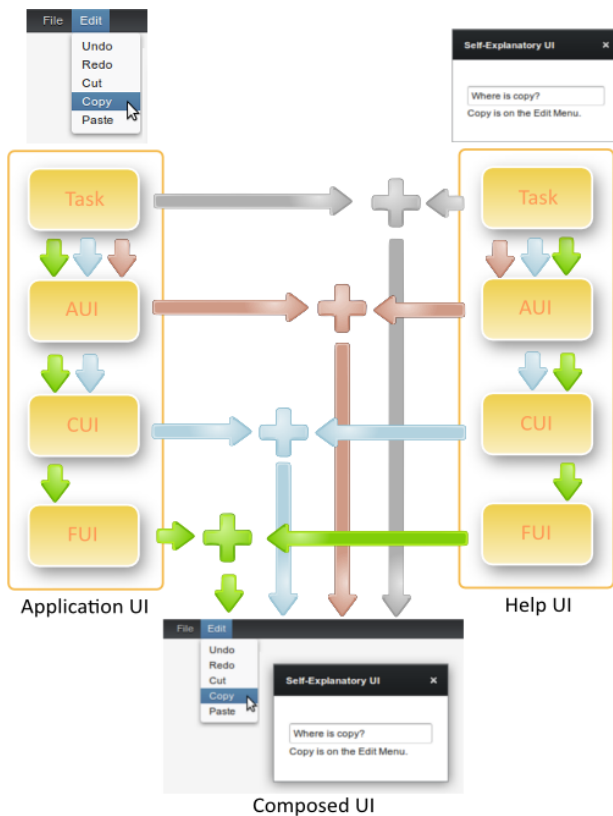 File Edit
Undo
Redo
Cut
Copy
Paste
Self-Explanatory UI ×
Where is copy?
Copy is on the Edit Menu.
Task
AUI
CUI
FUI
Application UI
Task
AUI
CUI
FUI
Help UI
File Edit
Undo
Redo
Cut
Copy
Paste
Self-Explanatory UI ×
Where is copy?
Copy is on the Edit Menu.
Composed UI